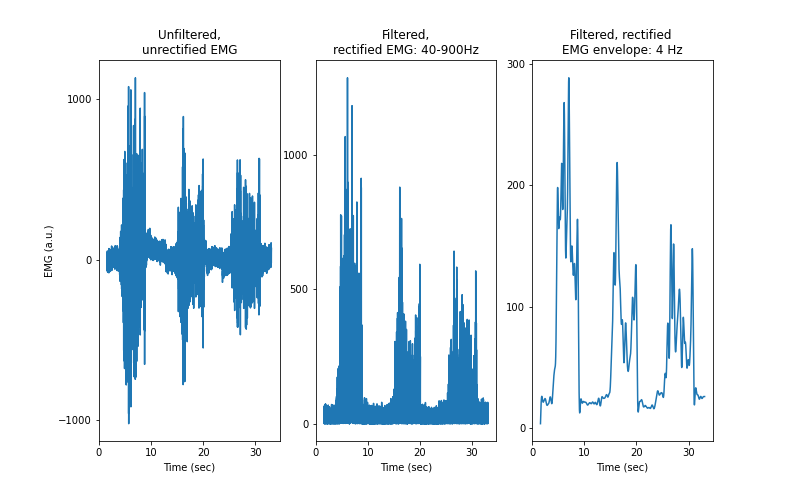 Unfiltered,
unrectified EMG
1000
0
−1000
EMG (a.u.)
0
10
20
30
Time (sec)
Filtered,
rectified EMG: 40-900Hz
1000
500
0
0
10
20
30
Time (sec)
Filtered, rectified
EMG envelope: 4 Hz
300
200
100
0
0
10
20
30
Time (sec)